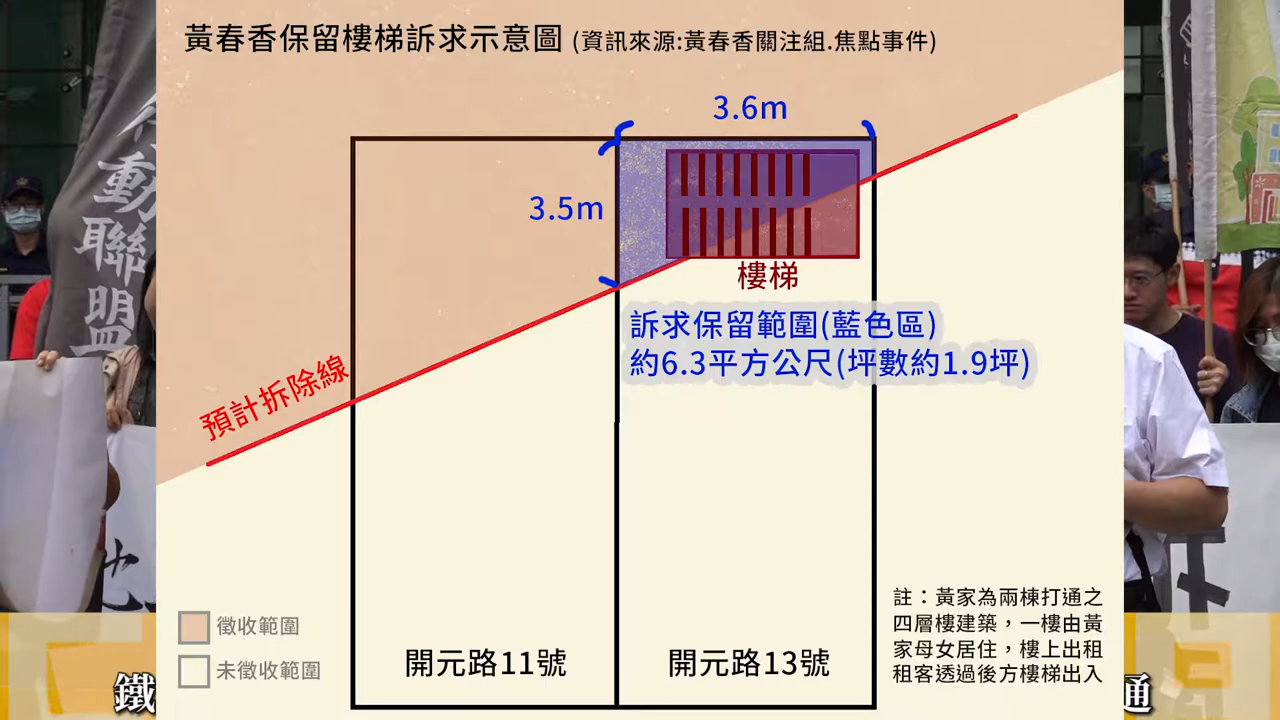 黃春香保留樓梯訴求示意圖 (資訊來源:黃春香關注組.焦點事件)
3.6m
3.5m
動
聯
盟
樓梯
訴求保留範圍(藍色區)
約6.3平方公尺(坪數約1.9坪)
預計拆除線
徵收範圍
未徵收範圍
開元路11號
開元路13號
註：黃家為兩棟打通之
四層樓建築，一樓由黃
家母女居住，樓上出租
租客透過後方樓梯出入
鐵
通